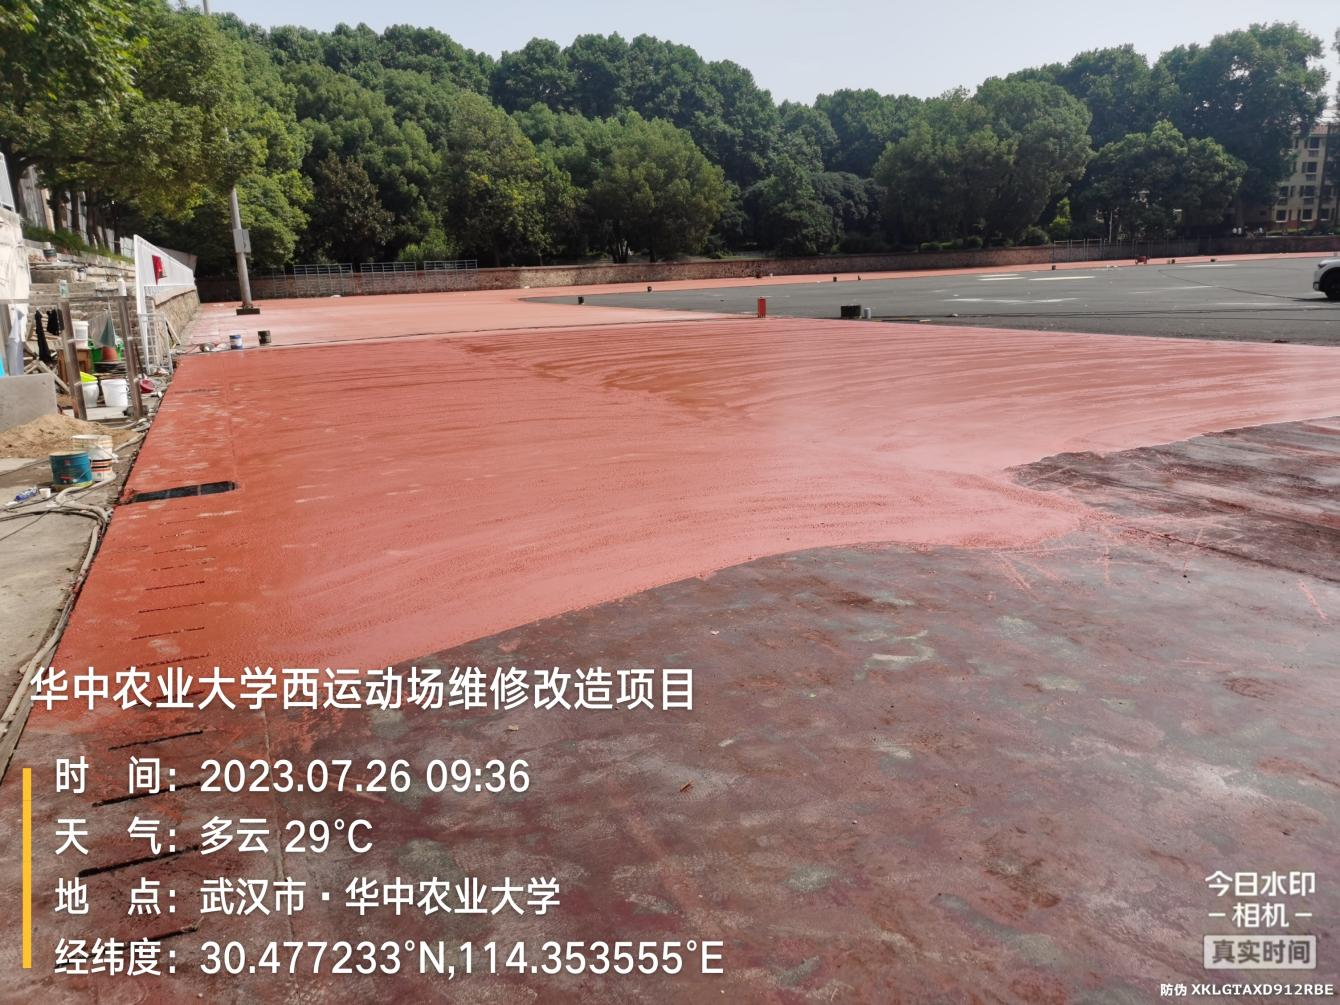 华中农业大学西运动场维修改造项目
时 间：2023.07.26 09:36
天 气：多云 29°C
地 点：武汉市·华中农业大学
经纬度：30.477233°N,114.353555°E
今日水印
-相机-
真实时间
防伪 XKLGTAXD912RBE